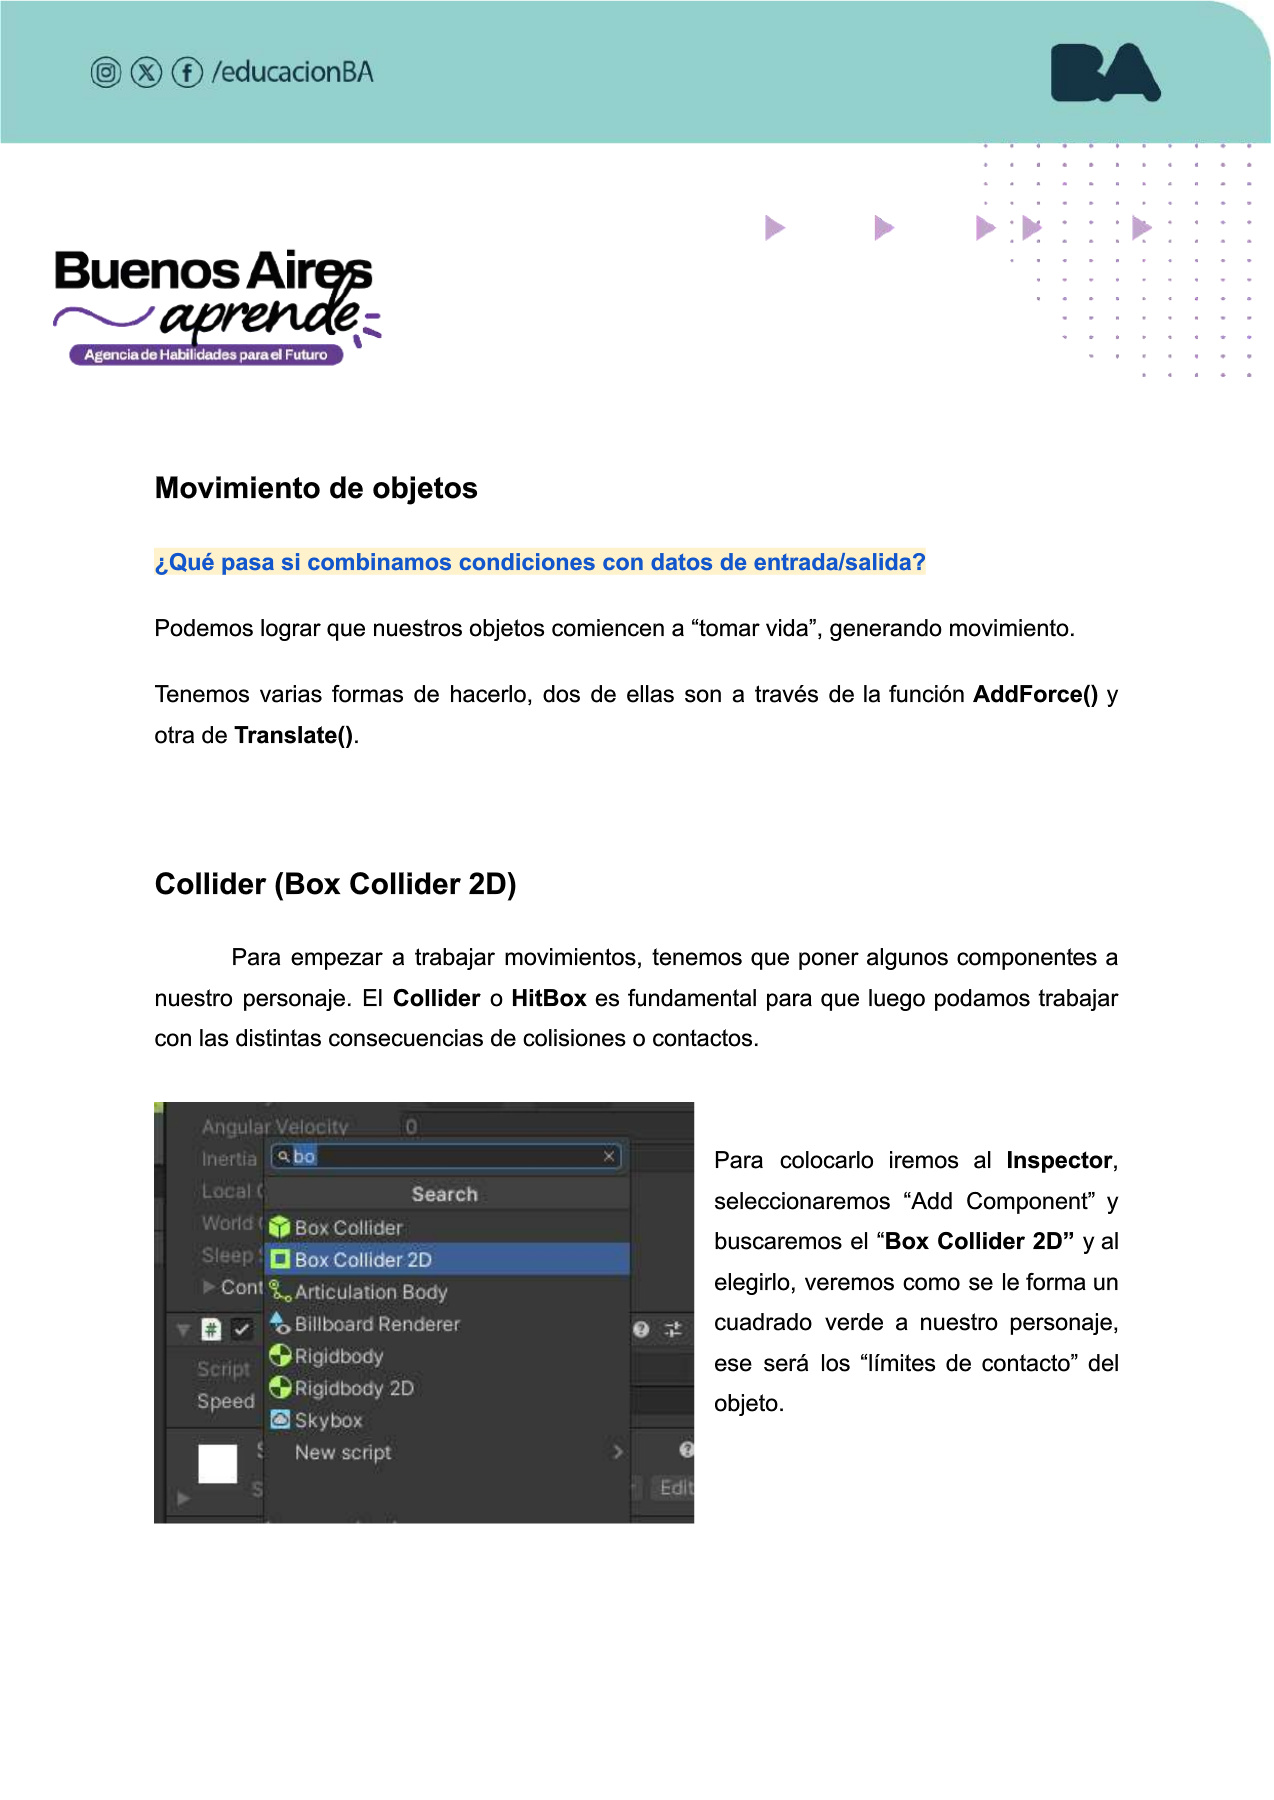 /educacionBA
BA
Buenos Aires
aprende
Agencia de Habilidades para el Futuro
Movimiento de objetos
¿Qué pasa si combinamos condiciones con datos de entrada/salida?
Podemos lograr que nuestros objetos comiencen a “tomar vida”, generando movimiento.
Tenemos varias formas de hacerlo, dos de ellas son a través de la función AddForce() y
otra de Translate().
Collider (Box Collider 2D)
Para empezar a trabajar movimientos, tenemos que poner algunos componentes a
nuestro personaje. El Collider o HitBox es fundamental para que luego podamos trabajar
con las distintas consecuencias de colisiones o contactos.
Angular Velocity 0
Inertia
bo
Local
Search
World
Box Collider
Sleep
Box Collider 2D
Cont
Articulation Body
Billboard Renderer
Rigidbody
Script
Rigidbody 2D
Speed
Skybox
New script
Edit
Para colocarlo iremos al Inspector,
seleccionaremos “Add Component” y
buscaremos el “Box Collider 2D” y al
elegirlo, veremos como se le forma un
cuadrado verde a nuestro personaje,
ese será los “límites de contacto” del
objeto.